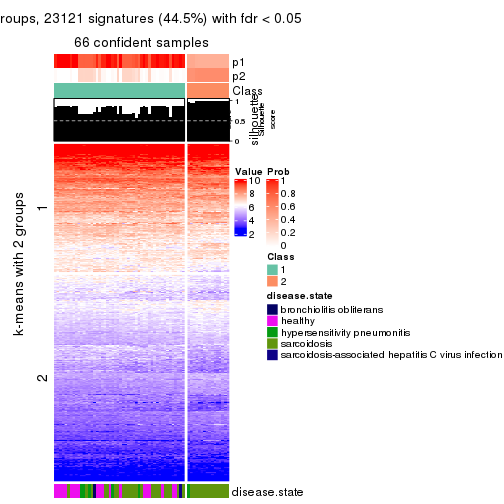 roups, 23121 signatures (44.5%) with fdr < 0.05
66 confident samples
p1
p2
Class
1
0.5
0
silhouette
Silhouette
score
k-means with 2 groups
1
2
Value
10
8
6
4
2
Prob
1
0.8
0.6
0.4
0.2
0
Class
1
2
disease.state
bronchiolitis obliterans
healthy
hypersensitivity pneumonitis
sarcoidosis
sarcoidosis-associated hepatitis C virus infection
disease.state